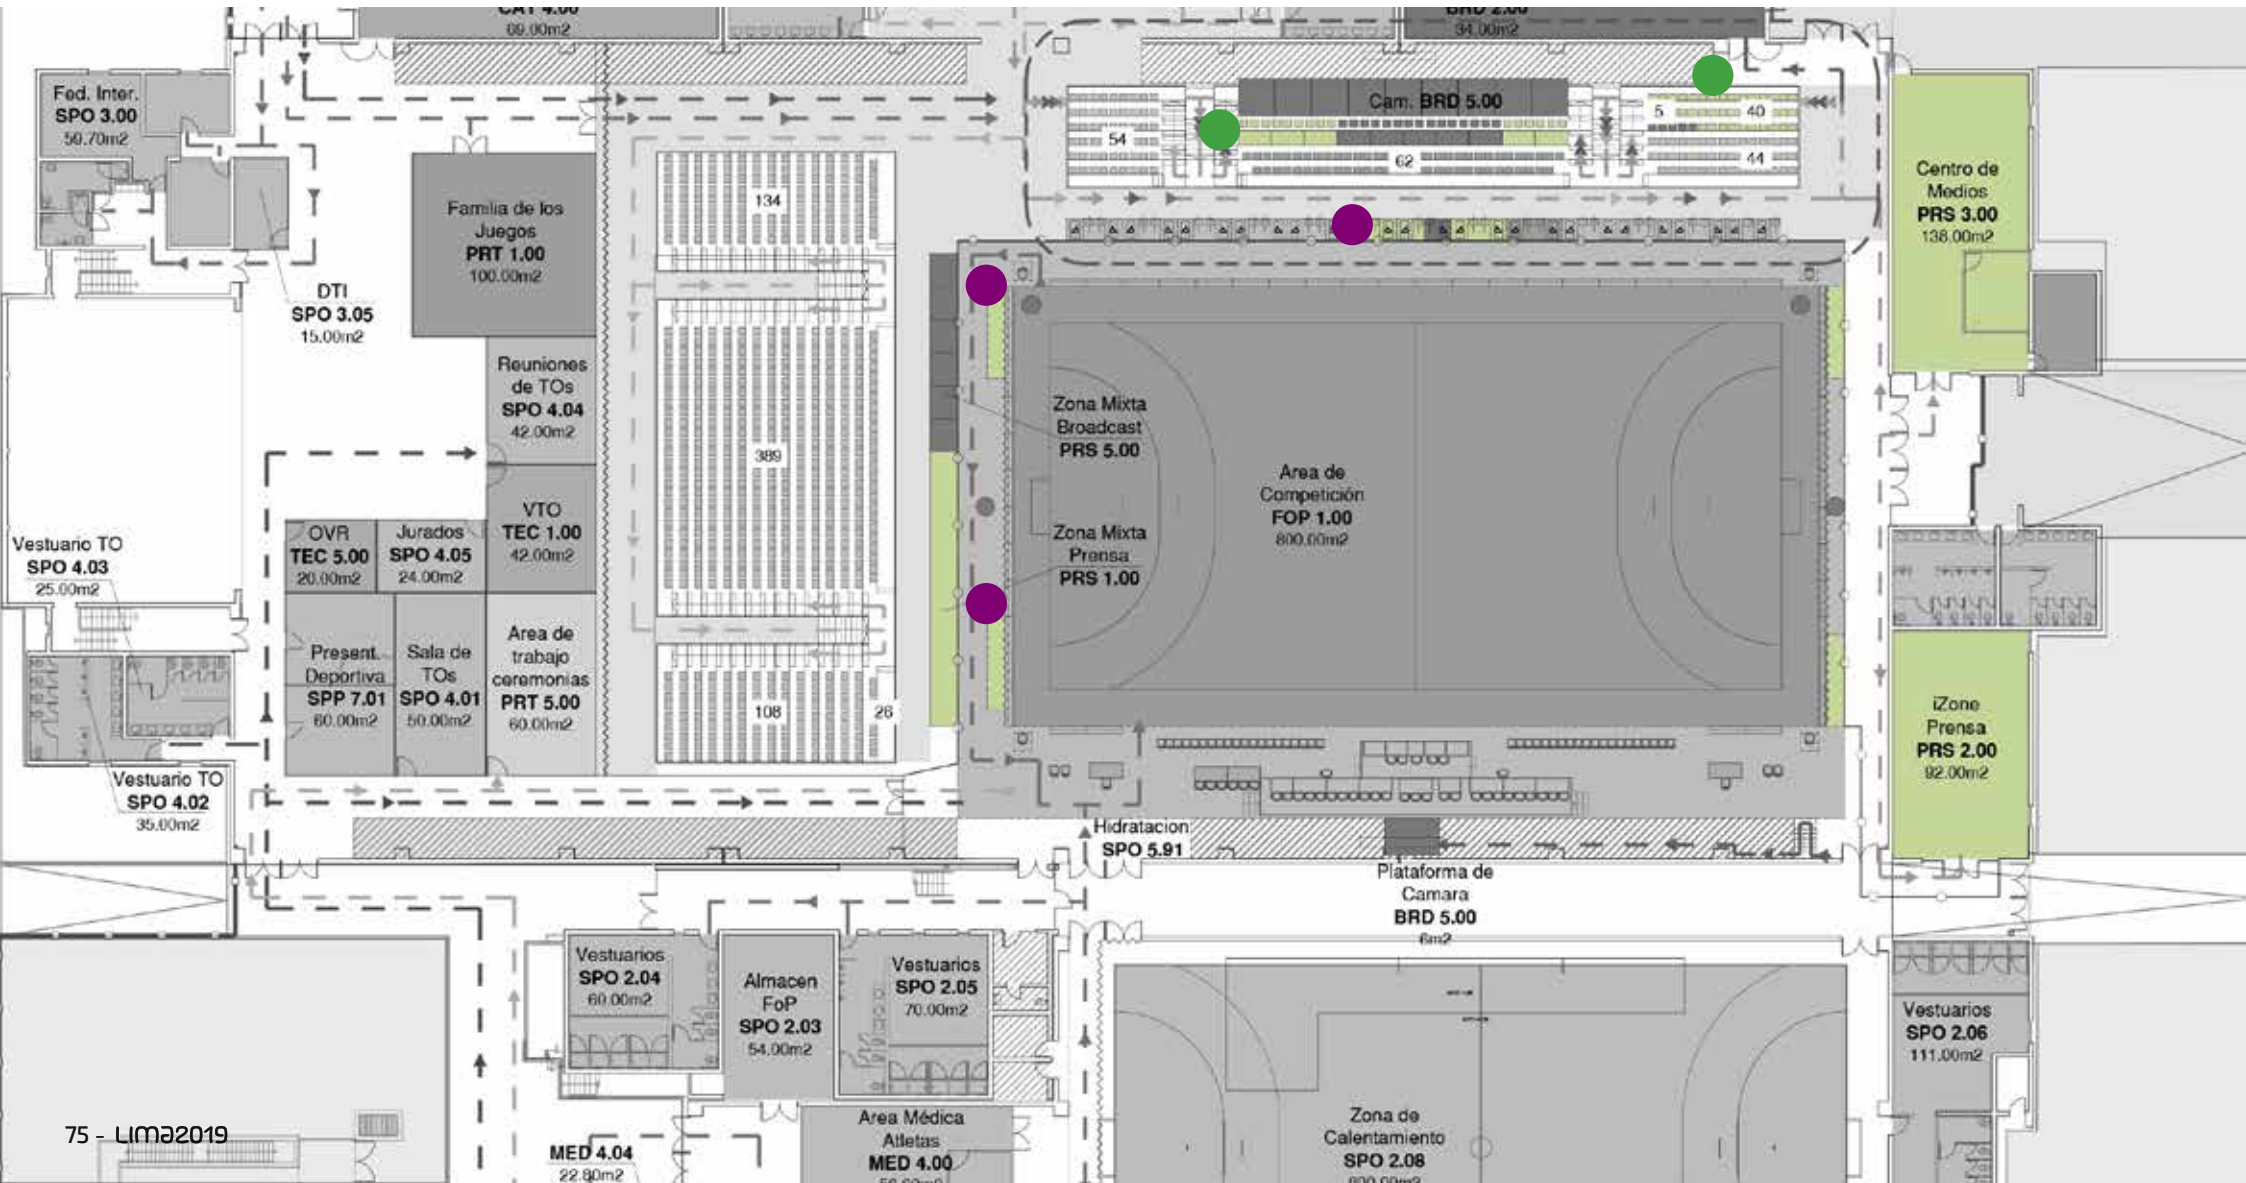 CAT 4.00
69.00m2
BRD 2.00
34.00m2
Fed. Inter.
SPO 3.00
59.70m2
Cam. BRD 5.00
54
62
5
40
44
Centro de
Medios
PRS 3.00
138.00m2
Familia de los
Juegos
PRT 1.00
100.00m2
134
DTI
SPO 3.05
15.00m2
Reuniones
de TOs
SPO 4.04
42.00m2
389
Zona Mixta
Broadcast
PRS 5.00
Area de
Competición
FOP 1.00
800.00m2
Zona Mixta
Prensa
PRS 1.00
VTO
TEC 1.00
42.00m2
OVR
TEC 5.00
20.00m2
Jurados
SPO 4.05
24.00m2
Vestuario TO
SPO 4.03
25.00m2
Present.
Deportiva
SPP 7.01
60.00m2
Sala de
TOs
SPO 4.01
50.00m2
Area de
trabajo
ceremonias
PRT 5.00
60.00m2
108
26
iZone
Prensa
PRS 2.00
92.00m2
Vestuario TO
SPO 4.02
35.00m2
Hidratacion
SPO 5.91
Plataforma de
Camara
BRD 5.00
6m2
Vestuarios
SPO 2.04
60.00m2
Almacen
FoP
SPO 2.03
54.00m2
Vestuarios
SPO 2.05
70.00m2
Vestuarios
SPO 2.06
111.00m2
Zona de
Calentamiento
SPO 2.08
800.00m2
Area Médica
Atletas
MED 4.00
MED 4.04
22.80m2
75 - LIMA2019